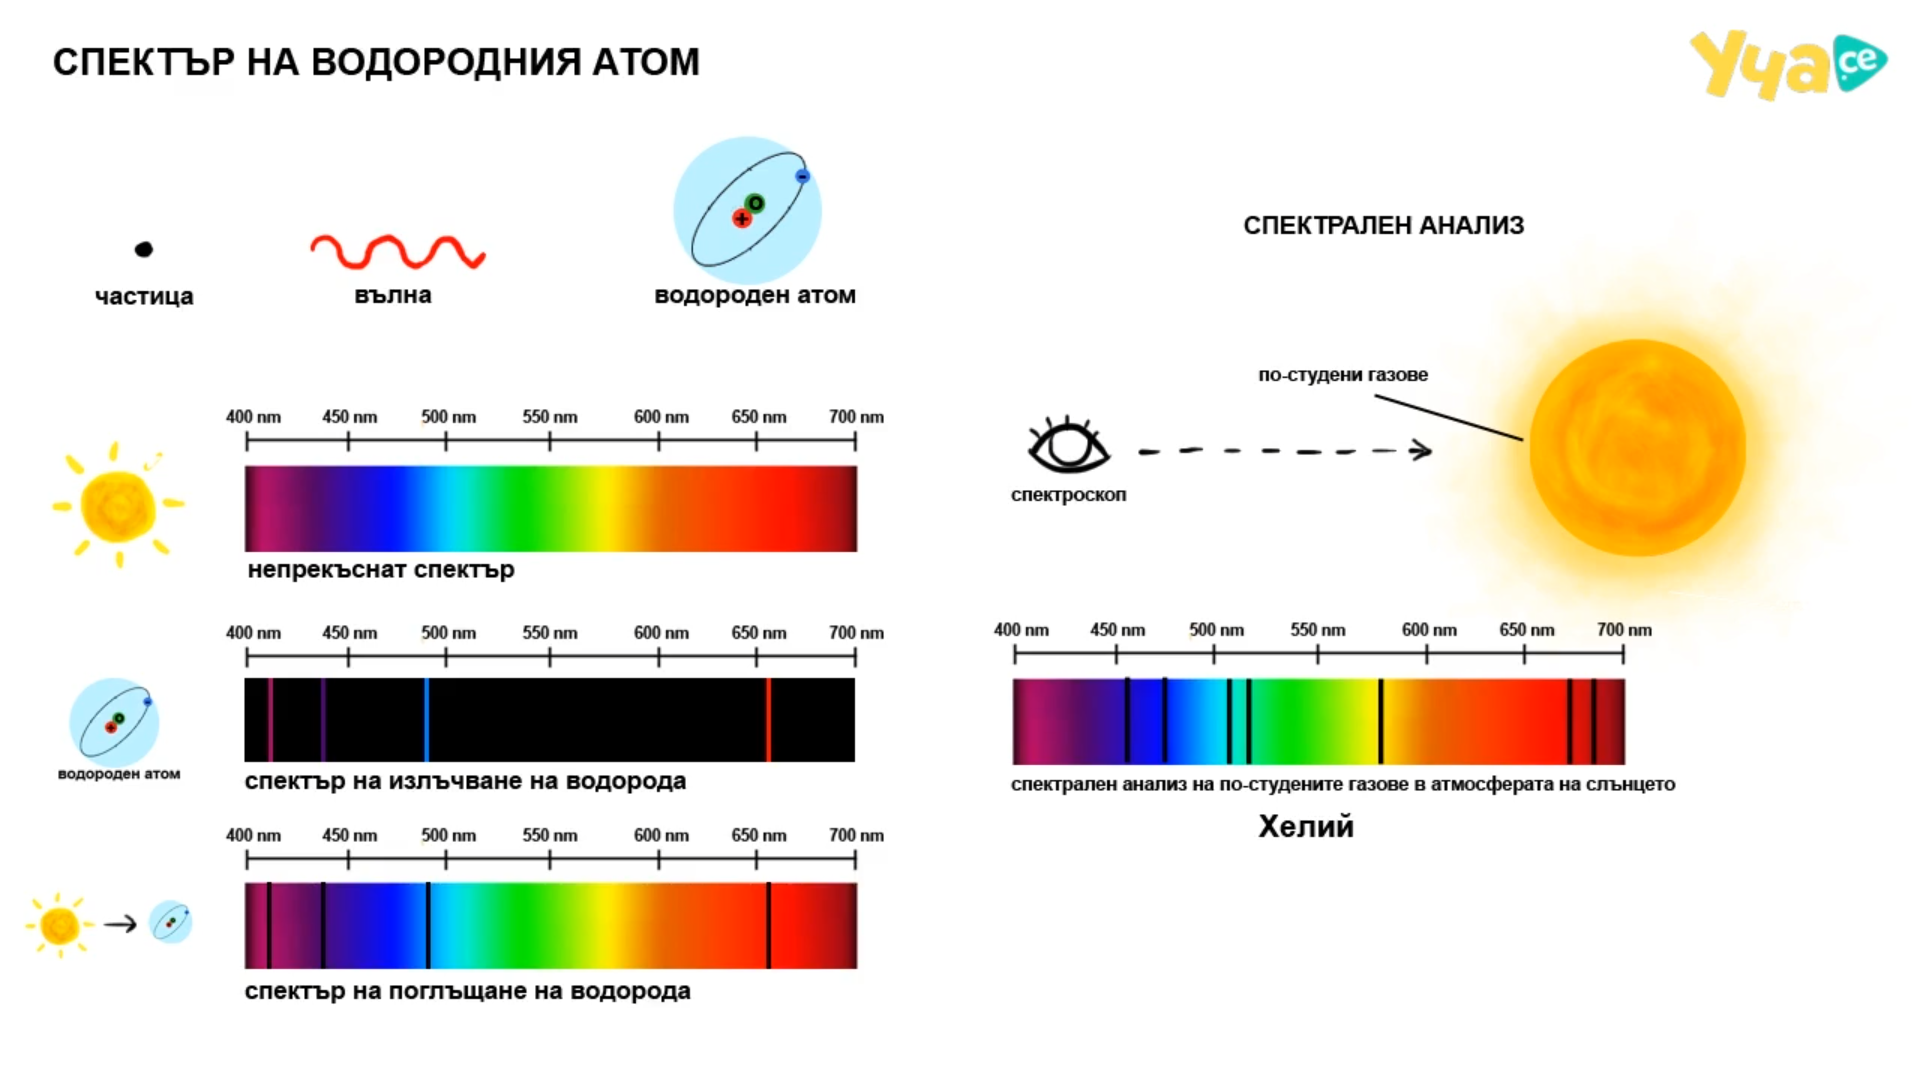 СПЕКТЪР НА ВОДОРОДНИЯ АТОМ
Уча.се
частица
вълна
водороден атом
400 nm 450 nm 500 nm 550 nm 600 nm 650 nm 700 nm
непрекъснат спектър
400 nm 450 nm 500 nm 550 nm 600 nm 650 nm 700 nm
водороден атом
спектър на излъчване на водорода
400 nm 450 nm 500 nm 550 nm 600 nm 650 nm 700 nm
спектър на поглъщане на водорода
СПЕКТРАЛЕН АНАЛИЗ
по-студени газове
спектроскоп
400 nm 450 nm 500 nm 550 nm 600 nm 650 nm 700 nm
спектрален анализ на по-студените газове в атмосферата на слънцето
Хелий